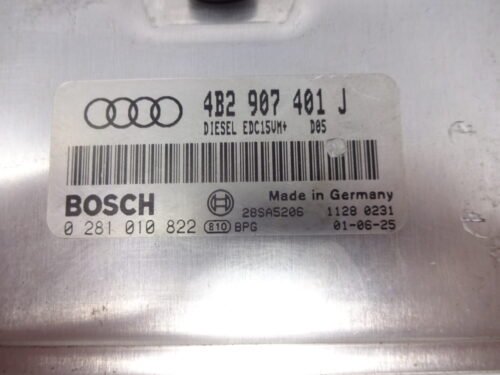 4B2 907 401 J
DIESEL EDC15VM+ D05
BOSCH
Made in Germany
28SA5206 1128 0231
0 281 010 822 810 BPG 01-06-25